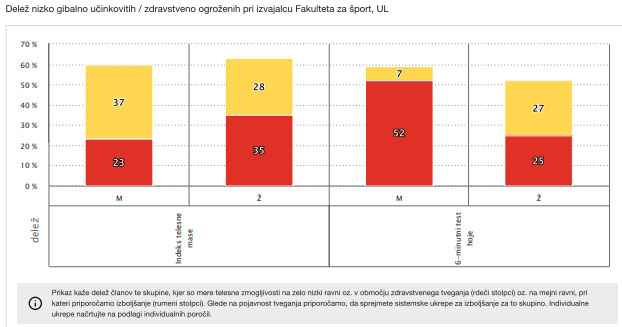 Delež nizko gibalno učinkovitih / zdravstveno ogroženih pri izvajalcu Fakulteta za šport, UL
70 %
60 %
50 %
40 %
30 %
20 %
10 %
0 %
37
23
28
35
7
52
27
25
M
Ž
M
Ž
delež
Indeks telesne
mase
6-minutni test
hoje
Prikaz kaže delež članov te skupine, kjer so mere telesne zmogljivosti na zelo nizki ravni oz. v območju zdravstvenega tveganja (rdeči stolpci) oz. na mejni ravni, pri
kateri priporočamo izboljšanje (rumeni stolpci). Glede na pojavnost tveganja priporočamo, da sprejmete sistemske ukrepe za izboljšanje za to skupino. Individualne
ukrepe načrtujte na podlagi individualnih poročil.